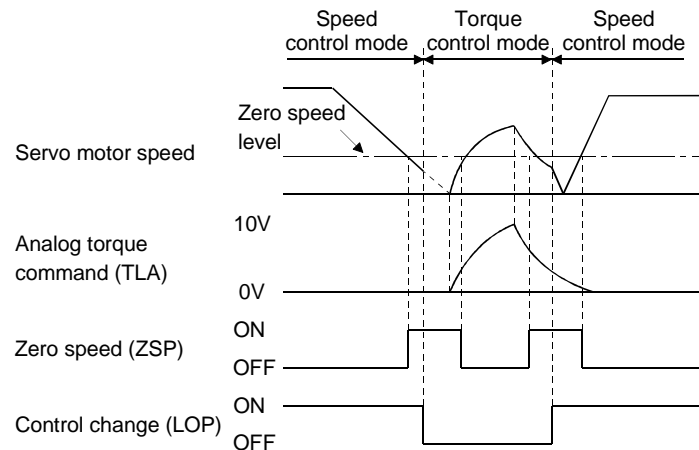 Speed control mode
Torque control mode
Speed control mode
Zero speed level
Servo motor speed
10V
Analog torque command (TLA)
0V
ON
Zero speed (ZSP)
OFF
ON
Control change (LOP)
OFF